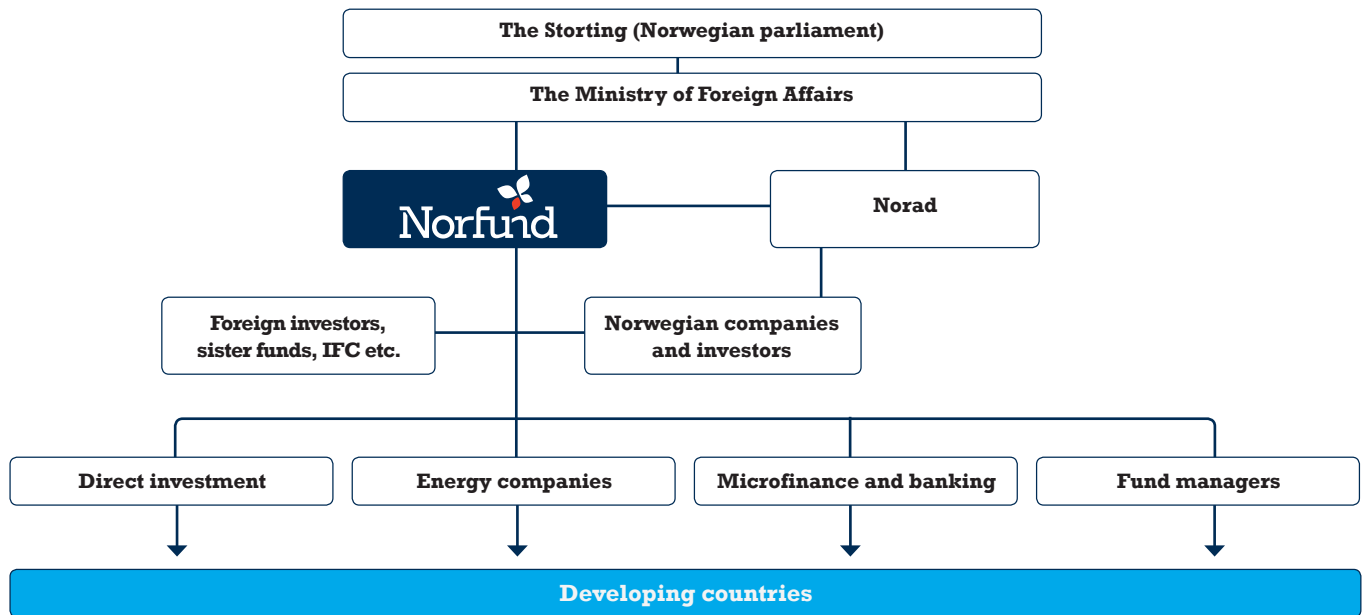 The Storting (Norwegian parliament)
The Ministry of Foreign Affairs
Norfund
Norad
Foreign investors,
sister funds, IFC etc.
Norwegian companies
and investors
Direct investment
Energy companies
Microfinance and banking
Fund managers
Developing countries